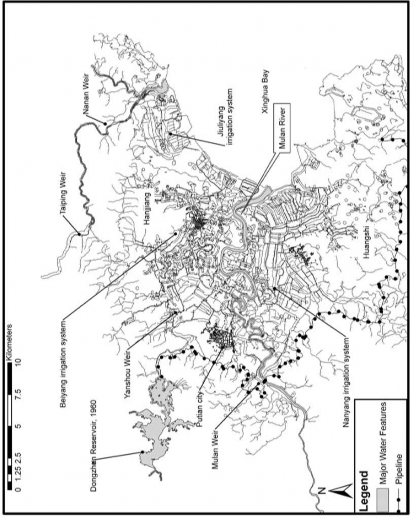 0 1.25 2.5 5 7.5 10
Kilometers
Dongzhen Reservoir, 1960
Beiyang irrigation system
Yanshou Weir
Taiping Weir
Nanan Weir
Hanjiang
Jiuliyang
irrigation system
Xinghua Bay
Mulan River
Putian city
Mulan Weir
Nanyang irrigation system
Huangshi
N
Legend
Major Water Features
Pipeline